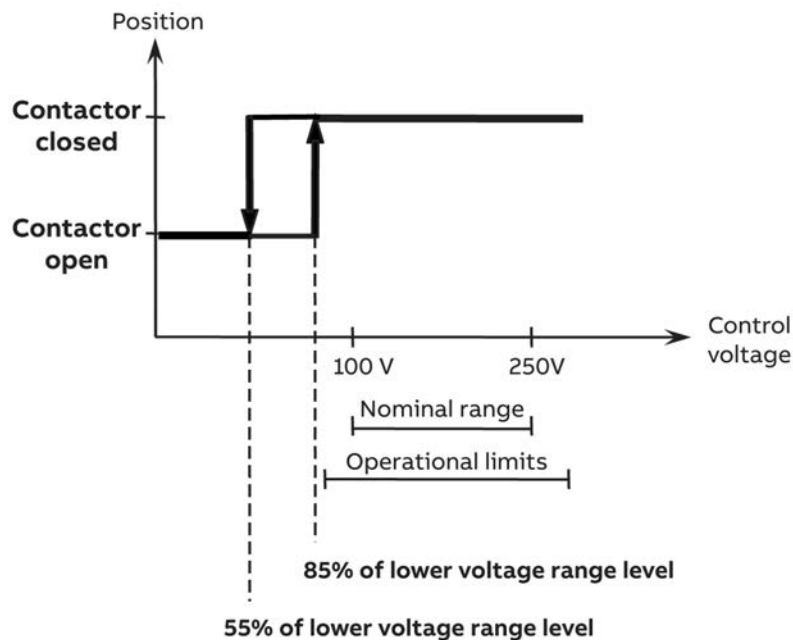 Position
Contactor
closed
Contactor
open
Control
voltage
100 V
250V
Nominal range
Operational limits
85% of lower voltage range level
55% of lower voltage range level